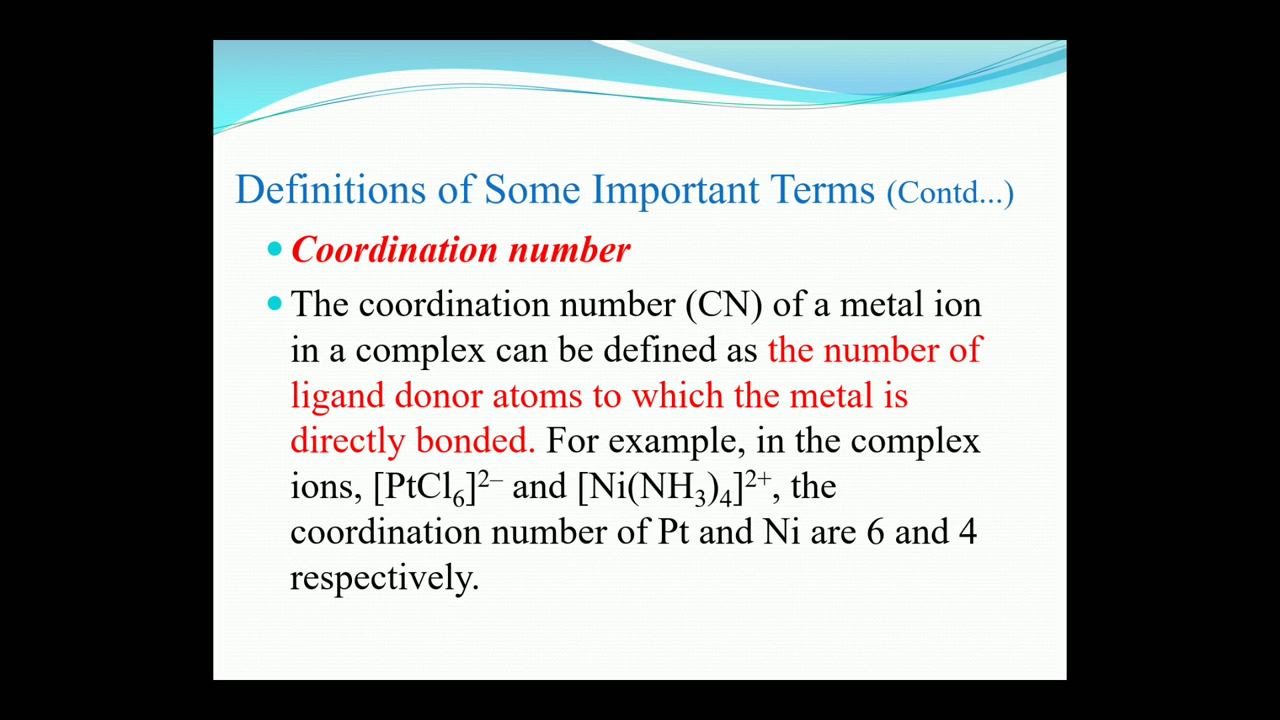 Definitions of Some Important Terms (Contd...)
• Coordination number
• The coordination number (CN) of a metal ion
in a complex can be defined as the number of
ligand donor atoms to which the metal is
directly bonded. For example, in the complex
ions, [PtCl₆]²⁻ and [Ni(NH₃)₄]²⁺, the
coordination number of Pt and Ni are 6 and 4
respectively.